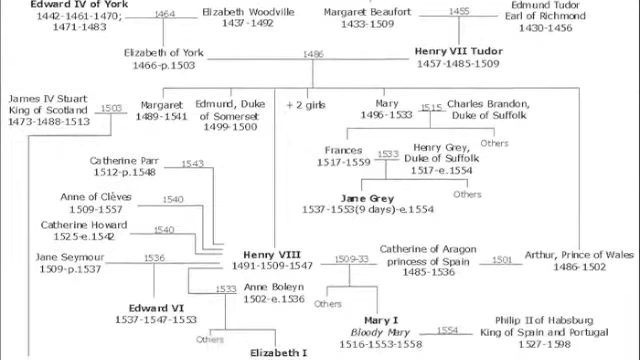 Edward IV of York
1442-1461-1470;
1471-1483
1464
Elizabeth Woodville
1437-1492
Margaret Beaufort
1433-1509
1455
Edmund Tudor
Earl of Richmond
1430-1456
Elizabeth of York
1466-p.1503
1486
Henry VII Tudor
1457-1485-1509
James IV Stuart
King of Scotland
1473-1488-1513
1503
Margaret
1489-1541
Edmund, Duke
of Somerset
1499-1500
+ 2 girls
Mary
1496-1533
1515
Charles Brandon,
Duke of Suffolk
Others
Frances
1517-1559
1533
Henry Grey,
Duke of Suffolk
1517-e.1554
Jane Grey
1537-1553(9 days)-e.1554
Others
Catherine Parr
1512-p.1548
1543
Anne of Clèves
1509-1557
1540
Catherine Howard
1525-e.1542
1540
Jane Seymour
1509-p.1537
1536
Henry VIII
1491-1509-1547
1509-33
Catherine of Aragon
princess of Spain
1485-1536
1501
Arthur, Prince of Wales
1486-1502
Edward VI
1537-1547-1553
1533
Anne Boleyn
1502-e.1536
Others
Others
Elizabeth I
Mary I
Bloody Mary
1516-1553-1558
1554
Philip II of Habsburg
King of Spain and Portugal
1527-1598